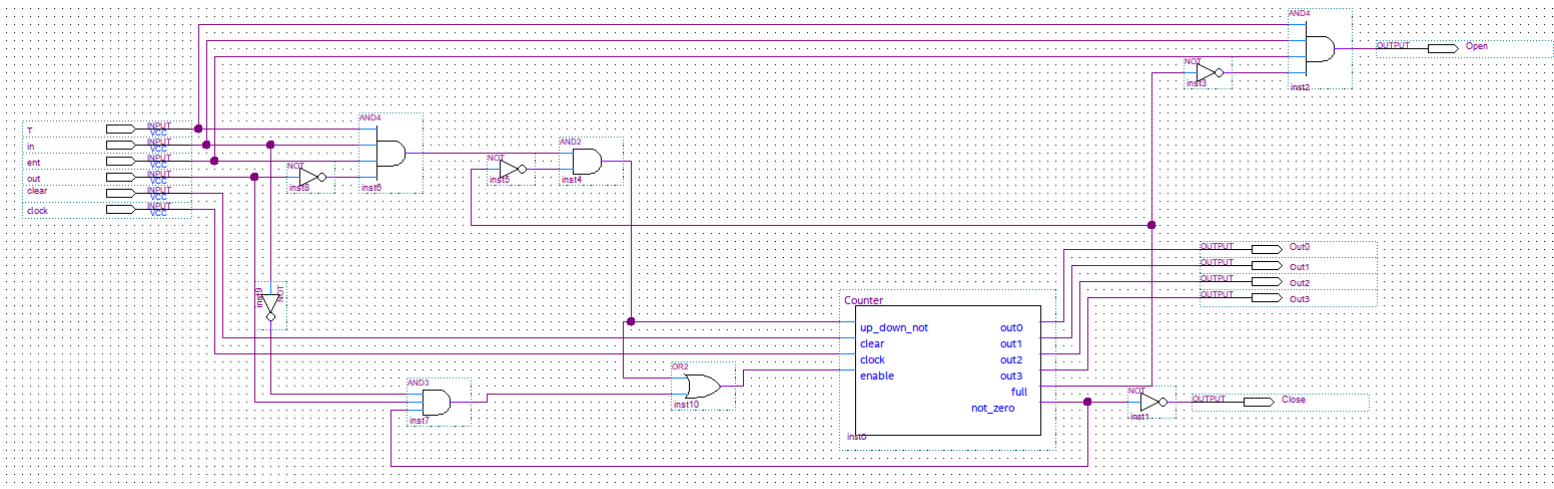 AND4
OUTPUT
Open
NOT
inst3
inst2
T
INPUT
VCC
in
INPUT
VCC
ent
INPUT
VCC
out
INPUT
VCC
clear
INPUT
VCC
clock
INPUT
VCC
NOT
inst8
AND4
inst6
NOT
inst5
AND2
inst4
OUTPUT
Out0
OUTPUT
Out1
OUTPUT
Out2
OUTPUT
Out3
inst9
NOT
Counter
up_down_not
out0
clear
out1
clock
out2
enable
out3
full
not_zero
inst0
AND3
inst7
OR2
inst10
NOT
inst1
OUTPUT
Close